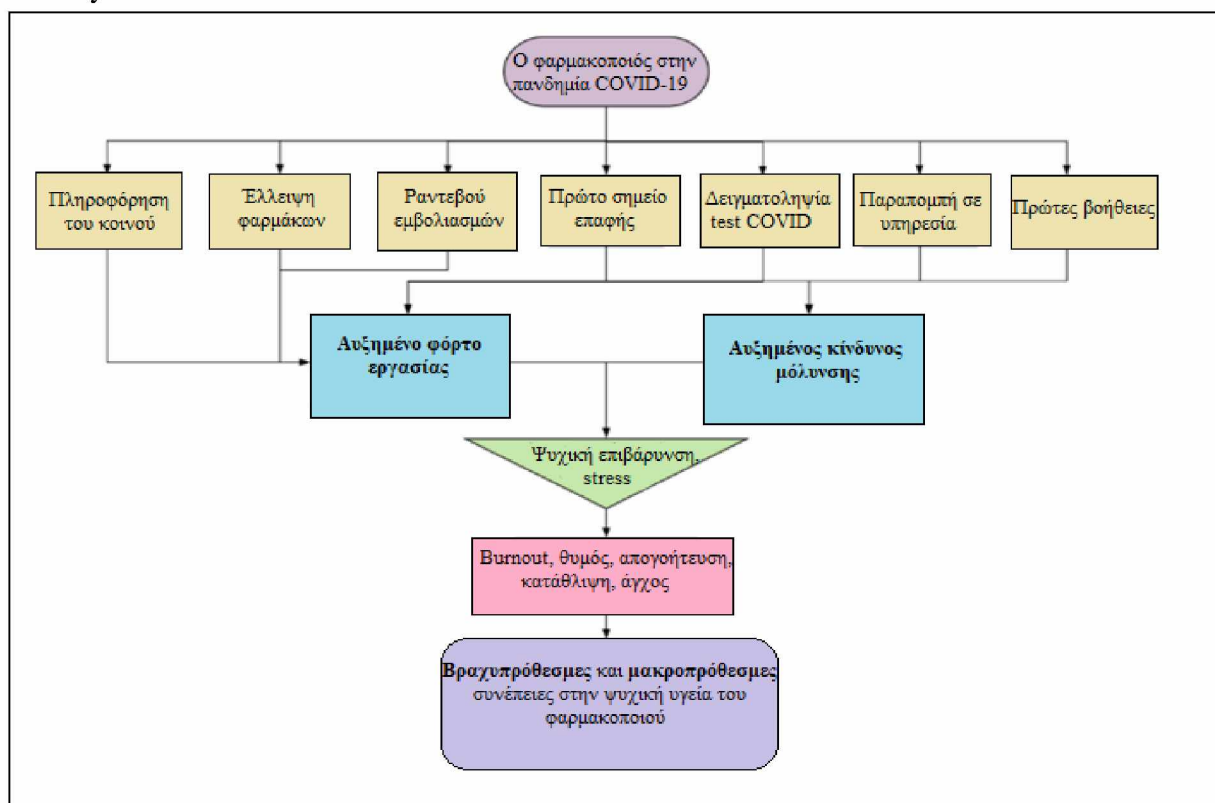 Ο φαρμακοποιός στην
πανδημία COVID-19
Πληροφόρηση
του κοινού
Έλλειψη
φαρμάκων
Ραντεβού
εμβολιασμών
Πρώτο σημείο
επαφής
Δειγματοληψία
test COVID
Παραπομπή σε
υπηρεσία
Πρώτες βοήθειες
Αυξημένο φόρτο
εργασίας
Αυξημένος κίνδυνος
μόλυνσης
Ψυχική επιβάρυνση,
stress
Burnout, θυμός, απογοήτευση,
κατάθλιψη, άγχος
Βραχυπρόθεσμες και μακροπρόθεσμες
συνέπειες στην ψυχική υγεία του
φαρμακοποιού